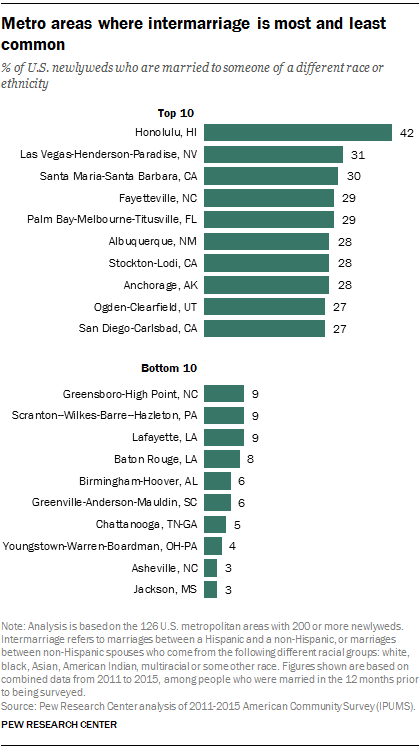 Metro areas where intermarriage is most and least
common
% of U.S. newlyweds who are married to someone of a different race or
ethnicity
Top 10
Honolulu, HI 42
Las Vegas-Henderson-Paradise, NV 31
Santa Maria-Santa Barbara, CA 30
Fayetteville, NC 29
Palm Bay-Melbourne-Titusville, FL 29
Albuquerque, NM 28
Stockton-Lodi, CA 28
Anchorage, AK 28
Ogden-Clearfield, UT 27
San Diego-Carlsbad, CA 27
Bottom 10
Greensboro-High Point, NC 9
Scranton--Wilkes-Barre--Hazleton, PA 9
Lafayette, LA 9
Baton Rouge, LA 8
Birmingham-Hoover, AL 6
Greenville-Anderson-Mauldin, SC 6
Chattanooga, TN-GA 5
Youngstown-Warren-Boardman, OH-PA 4
Asheville, NC 3
Jackson, MS 3
Note: Analysis is based on the 126 U.S. metropolitan areas with 200 or more newlyweds.
Intermarriage refers to marriages between a Hispanic and a non-Hispanic, or marriages
between non-Hispanic spouses who come from the following different racial groups: white,
black, Asian, American Indian, multiracial or some other race. Figures shown are based on
combined data from 2011 to 2015, among people who were married in the 12 months prior
to being surveyed.
Source: Pew Research Center analysis of 2011-2015 American Community Survey (IPUMS).
PEW RESEARCH CENTER